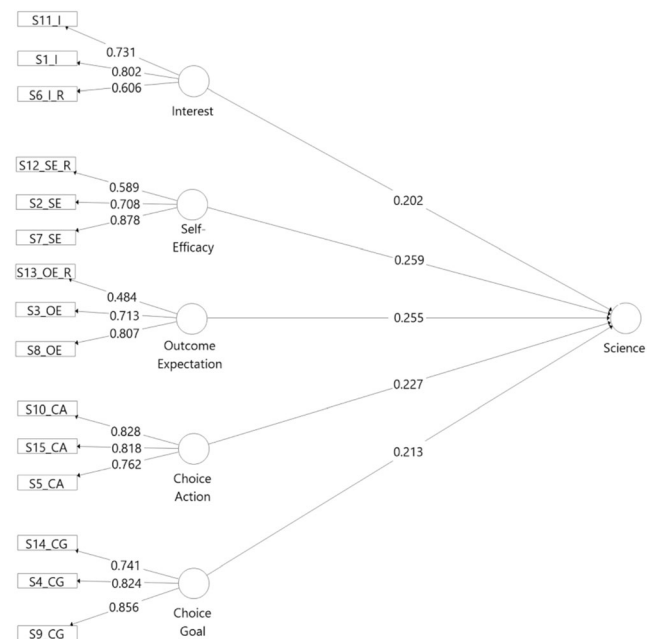 S11_I
0.731
S1_I
0.802
S6_I_R
0.606
Interest
0.202
S12_SE_R
0.589
S2_SE
0.708
S7_SE
0.878
Self-
Efficacy
0.259
S13_OE_R
0.484
S3_OE
0.713
S8_OE
0.807
Outcome
Expectation
0.255
Science
S10_CA
0.828
S15_CA
0.818
S5_CA
0.762
Choice
Action
0.227
S14_CG
0.741
S4_CG
0.824
S9_CG
0.856
Choice
Goal
0.213